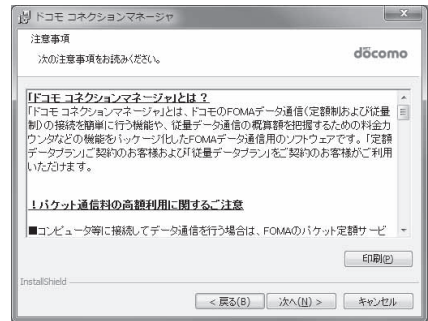 ドコモ コネクションマネージャ
注意事項
次の注意事項をお読みください。
döcomo
「ドコモ コネクションマネージャ」とは?
「ドコモ コネクションマネージャ」とは、ドコモのFOMAデータ通信(定額制および従量
制)の接続を簡単に行う機能や、従量データ通信の概算額を把握するための料金カ
ウンタなどの機能をパッケージ化したFOMAデータ通信用のソフトウェアです。「定額
データプラン」ご契約のお客様および「従量データプラン」をご契約のお客様がご利用
いただけます。
!パケット通信料の高額利用に関するご注意
■コンピュータ等に接続してデータ通信を行う場合は、FOMAのパケット定額サービ
印刷(P)
InstallShield
< 戻る(B)
次へ(N) >
キャンセル